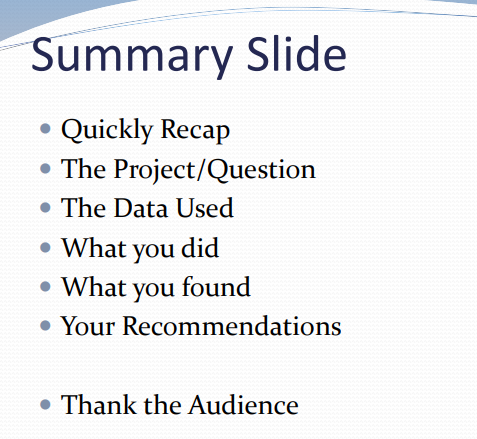 Summary Slide
• Quickly Recap
• The Project/Question
• The Data Used
• What you did
• What you found
• Your Recommendations
• Thank the Audience